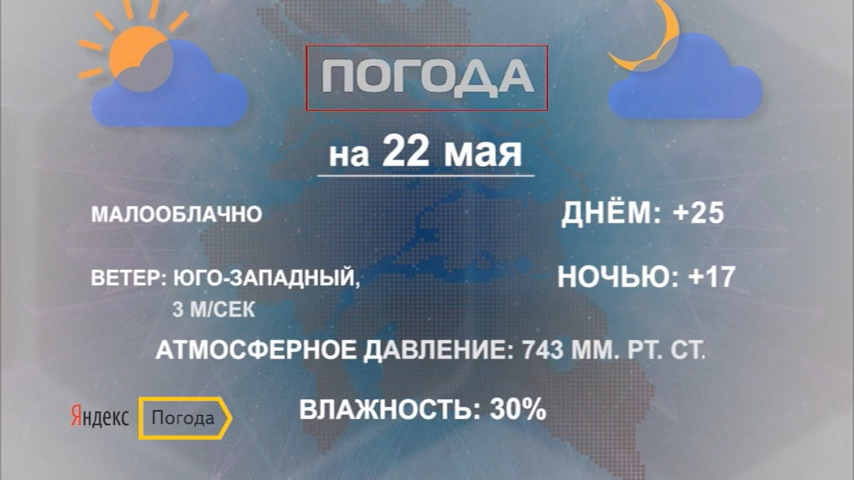 ПОГОДА
на 22 мая
МАЛООБЛАЧНО
ДНЁМ: +25
ВЕТЕР: ЮГО-ЗАПАДНЫЙ,
3 М/СЕК
НОЧЬЮ: +17
АТМОСФЕРНОЕ ДАВЛЕНИЕ: 743 ММ. РТ. СТ.
ВЛАЖНОСТЬ: 30%
Яндекс Погода